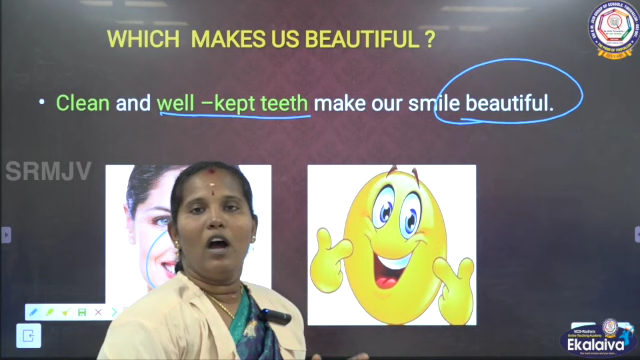 WHICH MAKES US BEAUTIFUL ?
• Clean and well –kept teeth make our smile beautiful.
SRMJV
Ekalaiva